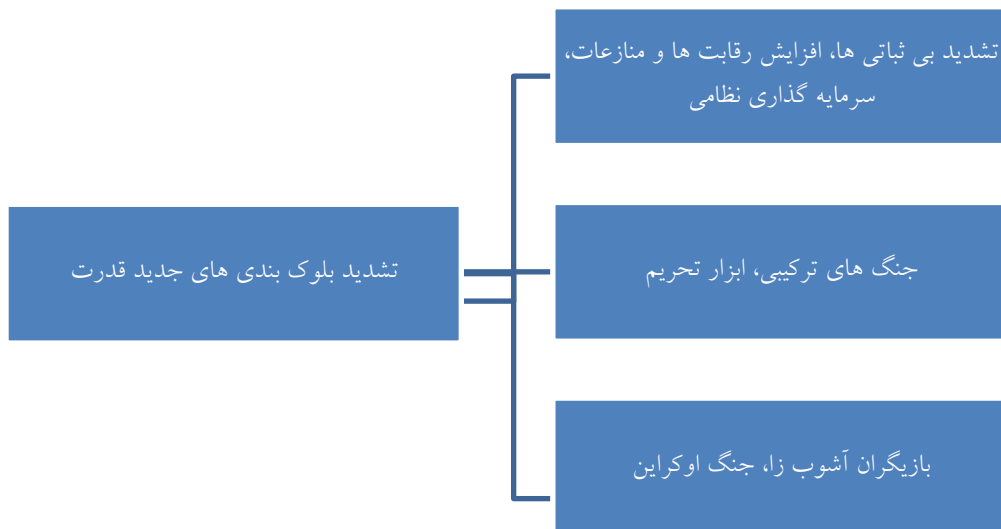 تشدید بی ثباتی ها، افزایش رقابت ها و منازعات،
سرمایه گذاری نظامی
تشدید بلوک بندی های جدید قدرت
جنگ های ترکیبی، ابزار تحریم
بازیگران آشوب زا، جنگ اوکراین